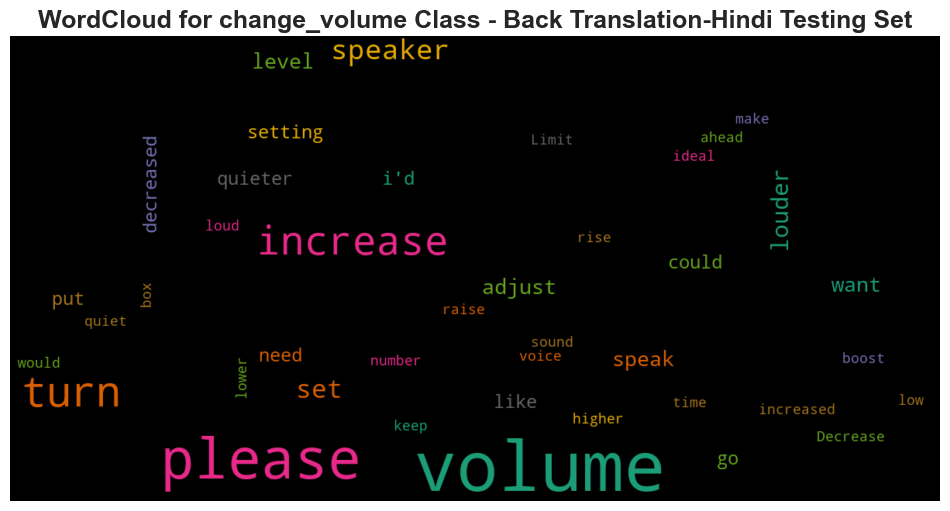 WordCloud for change_volume Class - Back Translation-Hindi Testing Set
speaker
level
make
setting
ahead
Limit
ideal
decreased
quieter
i'd
louder
loud
increase
rise
could
adjust
want
put
box
raise
quiet
sound
voice
need
number
speak
boost
would
lower
turn
set
like
time
increased
low
higher
keep
Decrease
please
volume
go